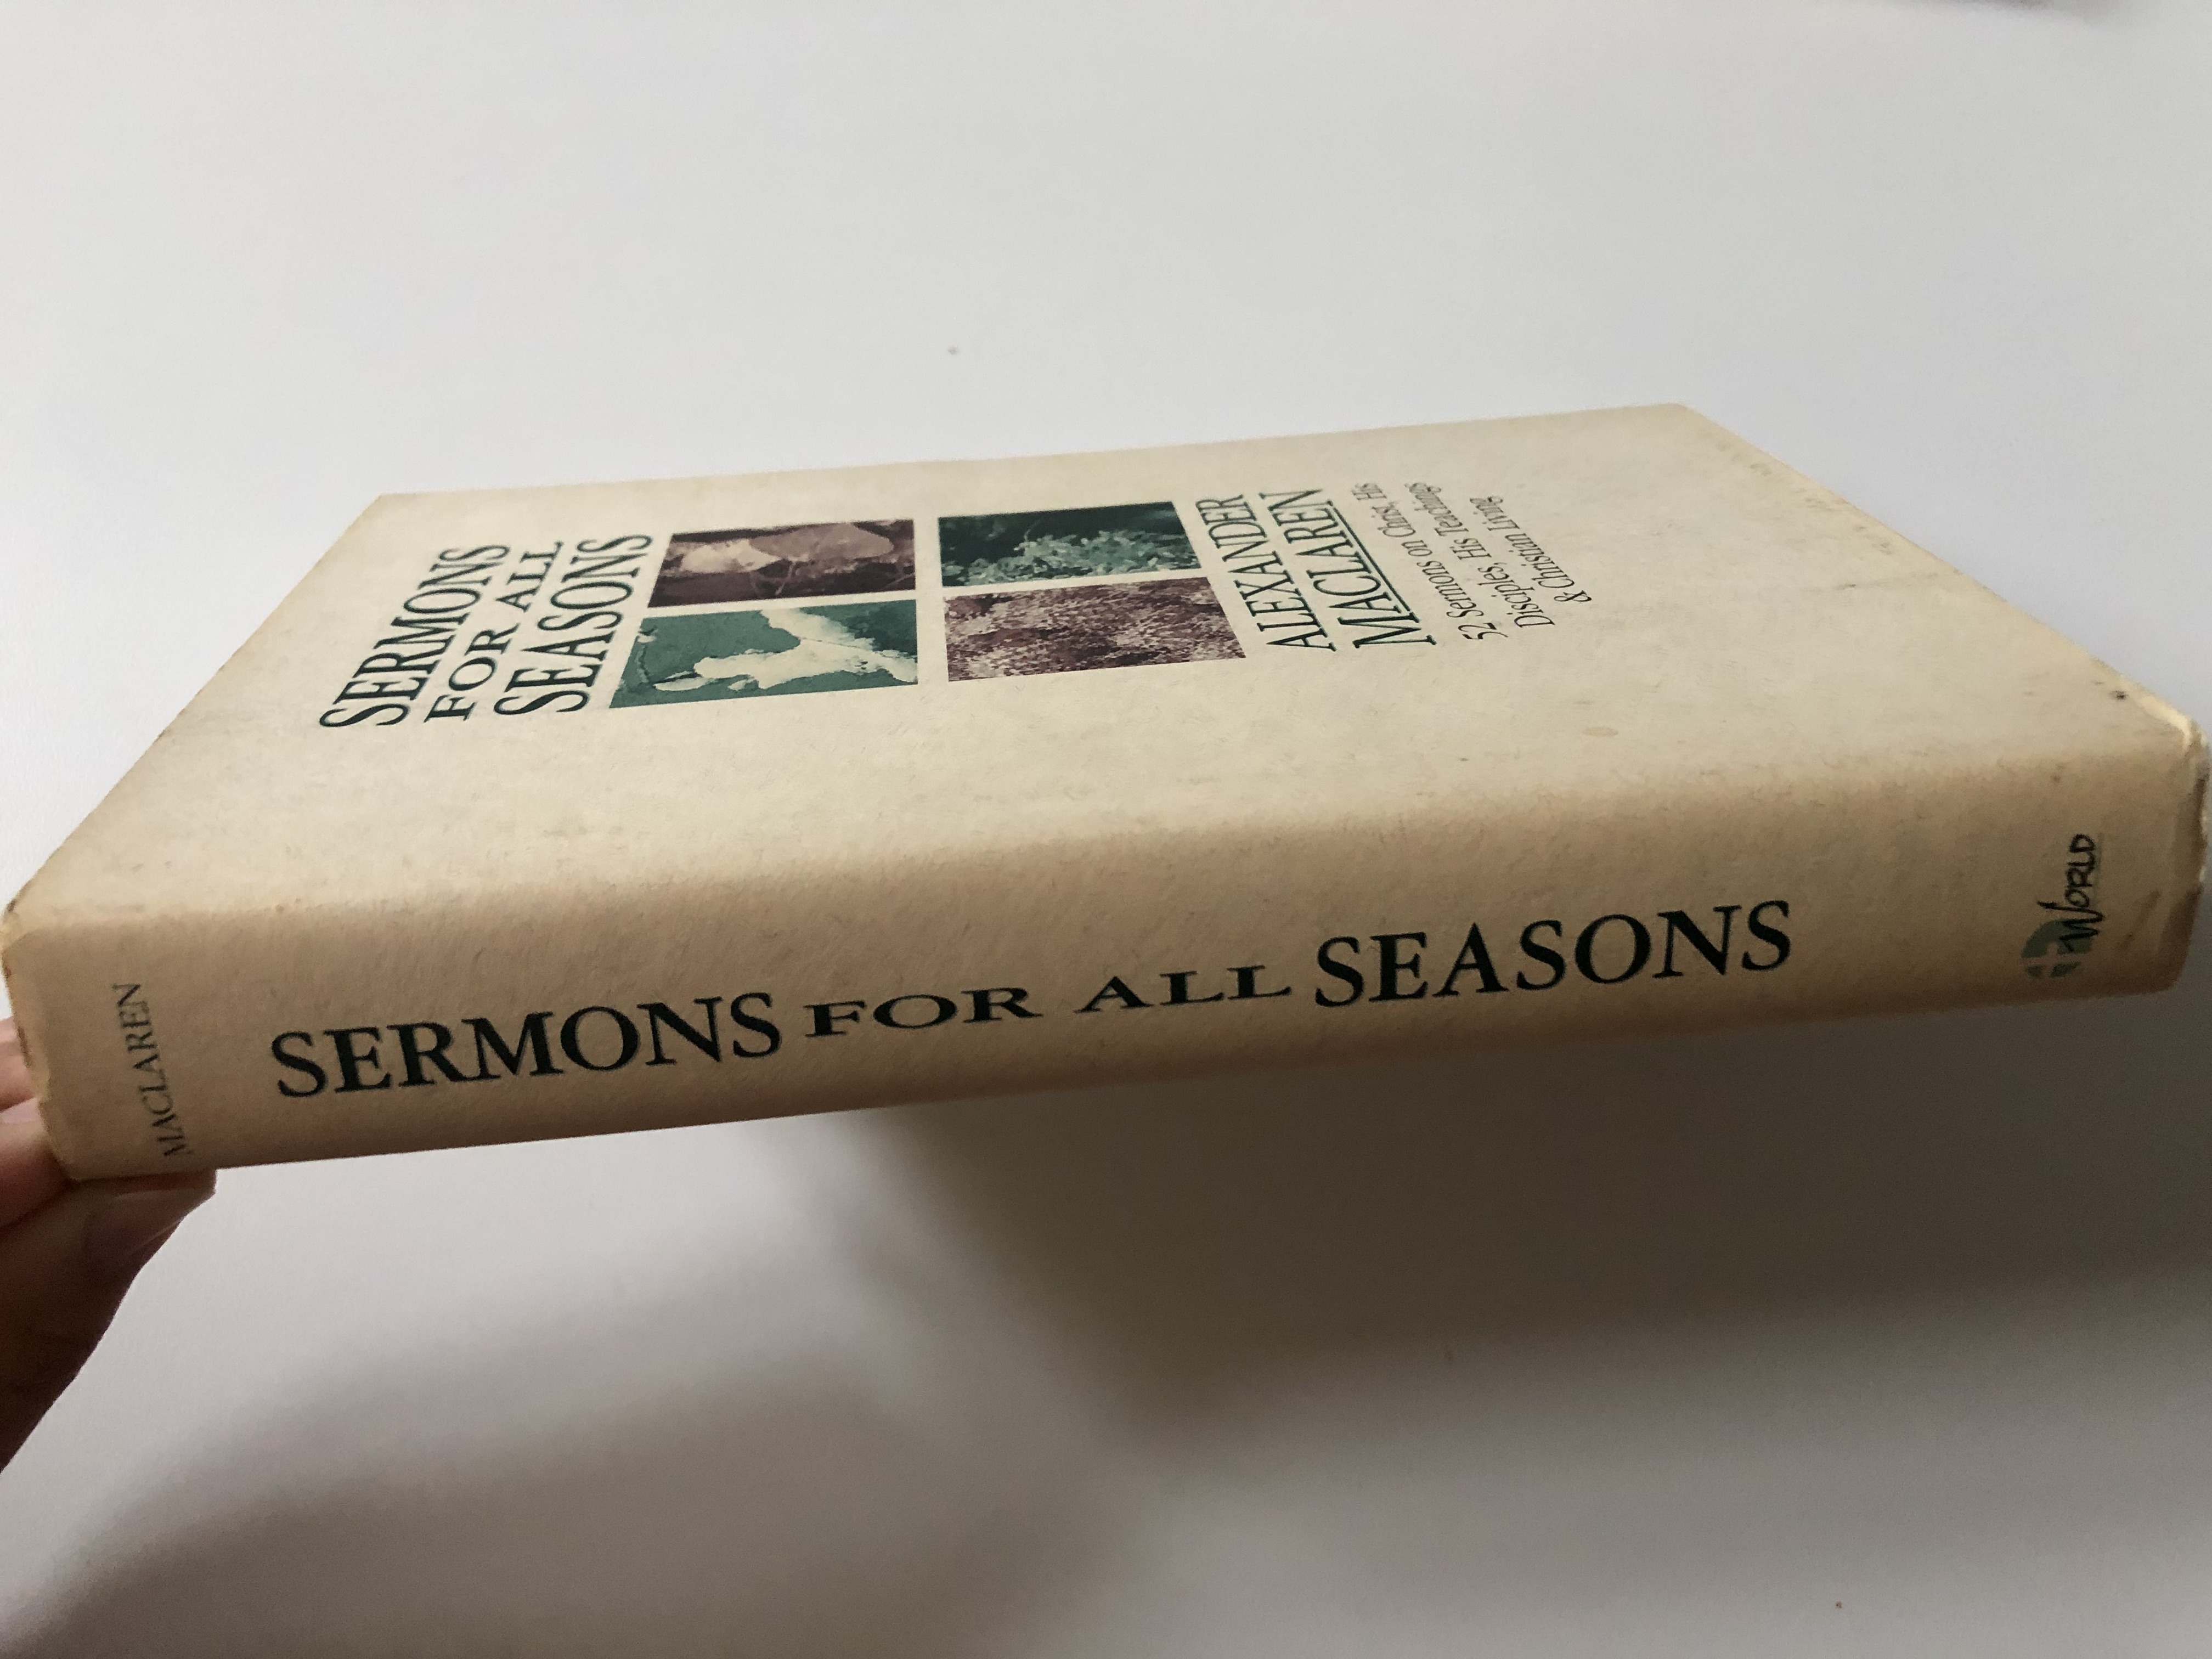 SERMONS
FOR ALL
SEASONS
ALEXANDER
MACLAREN
52 Sermons on Christ, His
Disciples, His Teachings
& Christian Living
MACLAREN
SERMONS FOR ALL SEASONS
WORLD